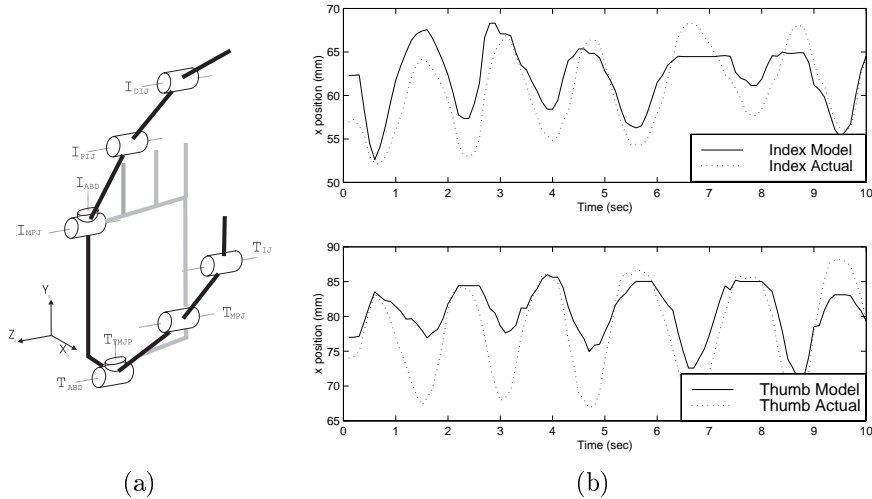 I_DIJ
I_PIJ
I_ABD
I_MPJ
T_IJ
T_MPJ
T_TMJP
T_ABD
Y
Z
X
(a)
70
65
60
55
50
x position (mm)
0 1 2 3 4 5 6 7 8 9 10
Time (sec)
Index Model
Index Actual
90
85
80
75
70
65
x position (mm)
0 1 2 3 4 5 6 7 8 9 10
Time (sec)
Thumb Model
Thumb Actual
(b)